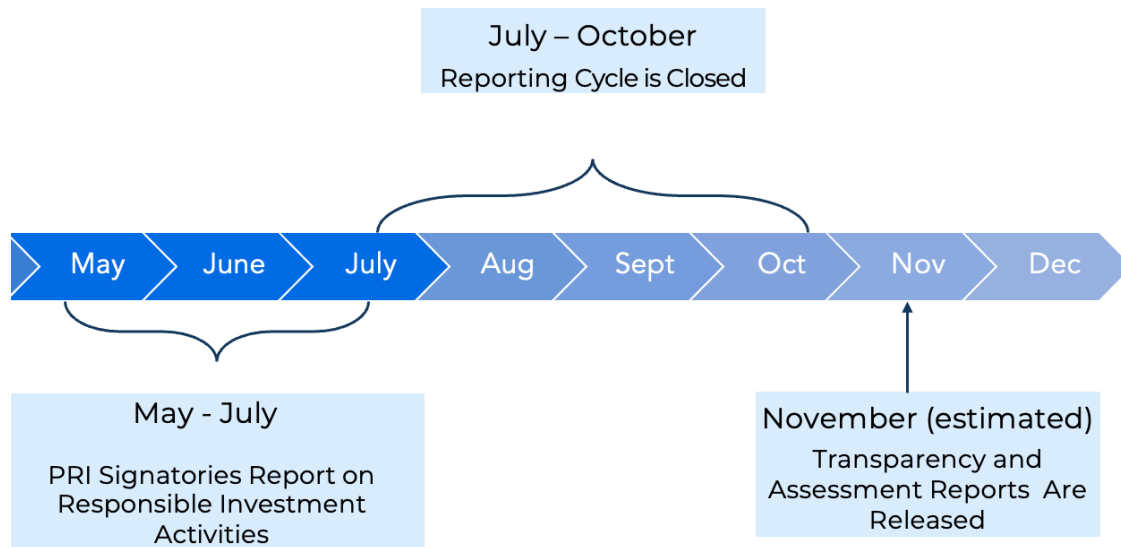 July – October
Reporting Cycle is Closed
May
June
July
Aug
Sept
Oct
Nov
Dec
May - July
PRI Signatories Report on
Responsible Investment
Activities
November (estimated)
Transparency and
Assessment Reports Are
Released